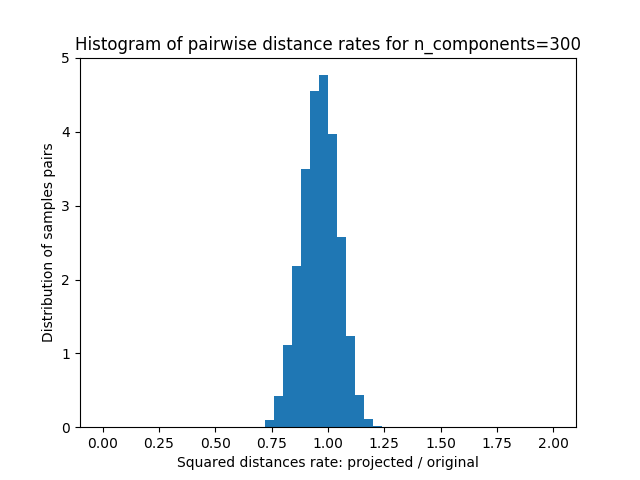 Histogram of pairwise distance rates for n_components=300
5
4
3
2
1
0
Distribution of samples pairs
0.00 0.25 0.50 0.75 1.00 1.25 1.50 1.75 2.00
Squared distances rate: projected / original